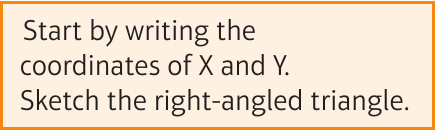 Start by writing the
coordinates of X and Y.
Sketch the right-angled triangle.